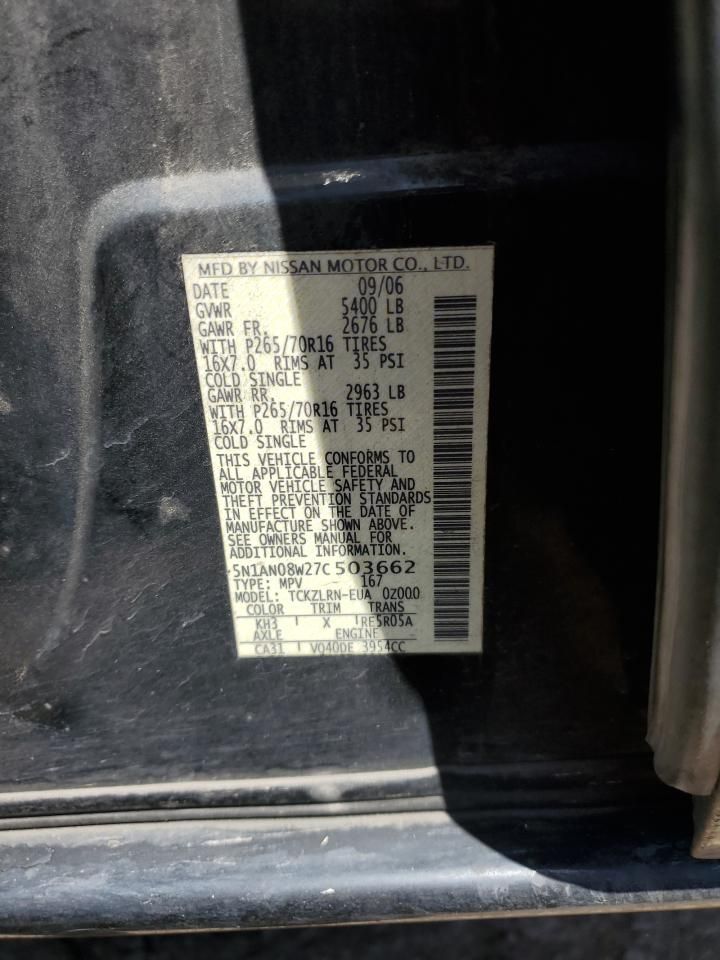 MFD BY NISSAN MOTOR CO., LTD.
DATE 09/06
GVWR 5400 LB
GAWR FR. 2676 LB
WITH P265/70R16 TIRES
16X7.0 RIMS AT 35 PSI
COLD SINGLE
GAWR RR. 2963 LB
WITH P265/70R16 TIRES
16X7.0 RIMS AT 35 PSI
COLD SINGLE
THIS VEHICLE CONFORMS TO
ALL APPLICABLE FEDERAL
MOTOR VEHICLE SAFETY AND
THEFT PREVENTION STANDARDS
IN EFFECT ON THE DATE OF
MANUFACTURE SHOWN ABOVE.
SEE OWNERS MANUAL FOR
ADDITIONAL INFORMATION.
5N1AN08W27C503662
TYPE: MPV 167
MODEL: TCKZLRN-EUA 0Z000
COLOR TRIM TRANS
KH3 X RE5R05A
AXLE ENGINE
CA31 VQ40DE 3954CC